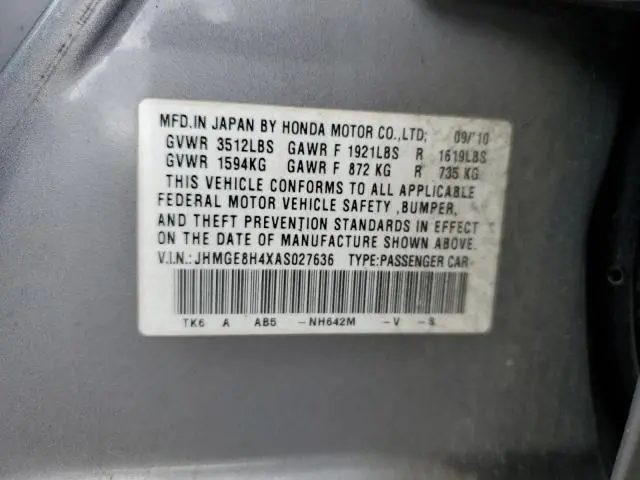 MFD.IN JAPAN BY HONDA MOTOR CO.,LTD; 09/'10
GVWR 3512LBS GAWR F 1921LBS R 1619LBS
GVWR 1594KG GAWR F 872 KG R 735 KG
THIS VEHICLE CONFORMS TO ALL APPLICABLE
FEDERAL MOTOR VEHICLE SAFETY ,BUMPER,
AND THEFT PREVENTION STANDARDS IN EFFECT
ON THE DATE OF MANUFACTURE SHOWN ABOVE.
V.I.N.: JHMGE8H4XAS027636 TYPE:PASSENGER CAR
TK6 A AB5 -NH642M -V -S